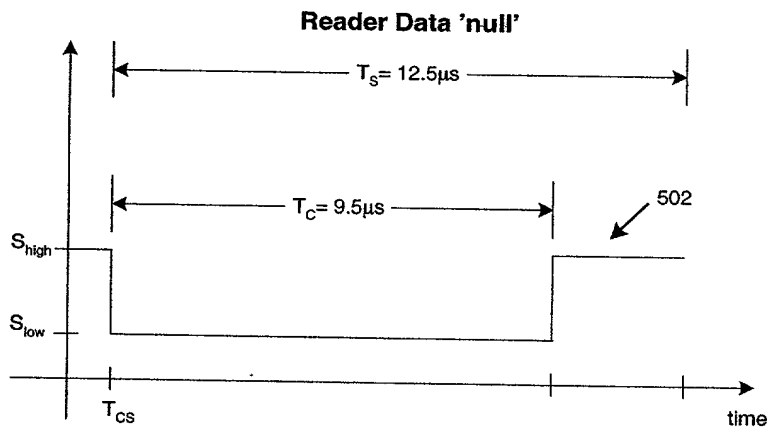 Reader Data 'null'
T_S= 12.5µs
T_C= 9.5µs
502
S_high
S_low
T_CS
time